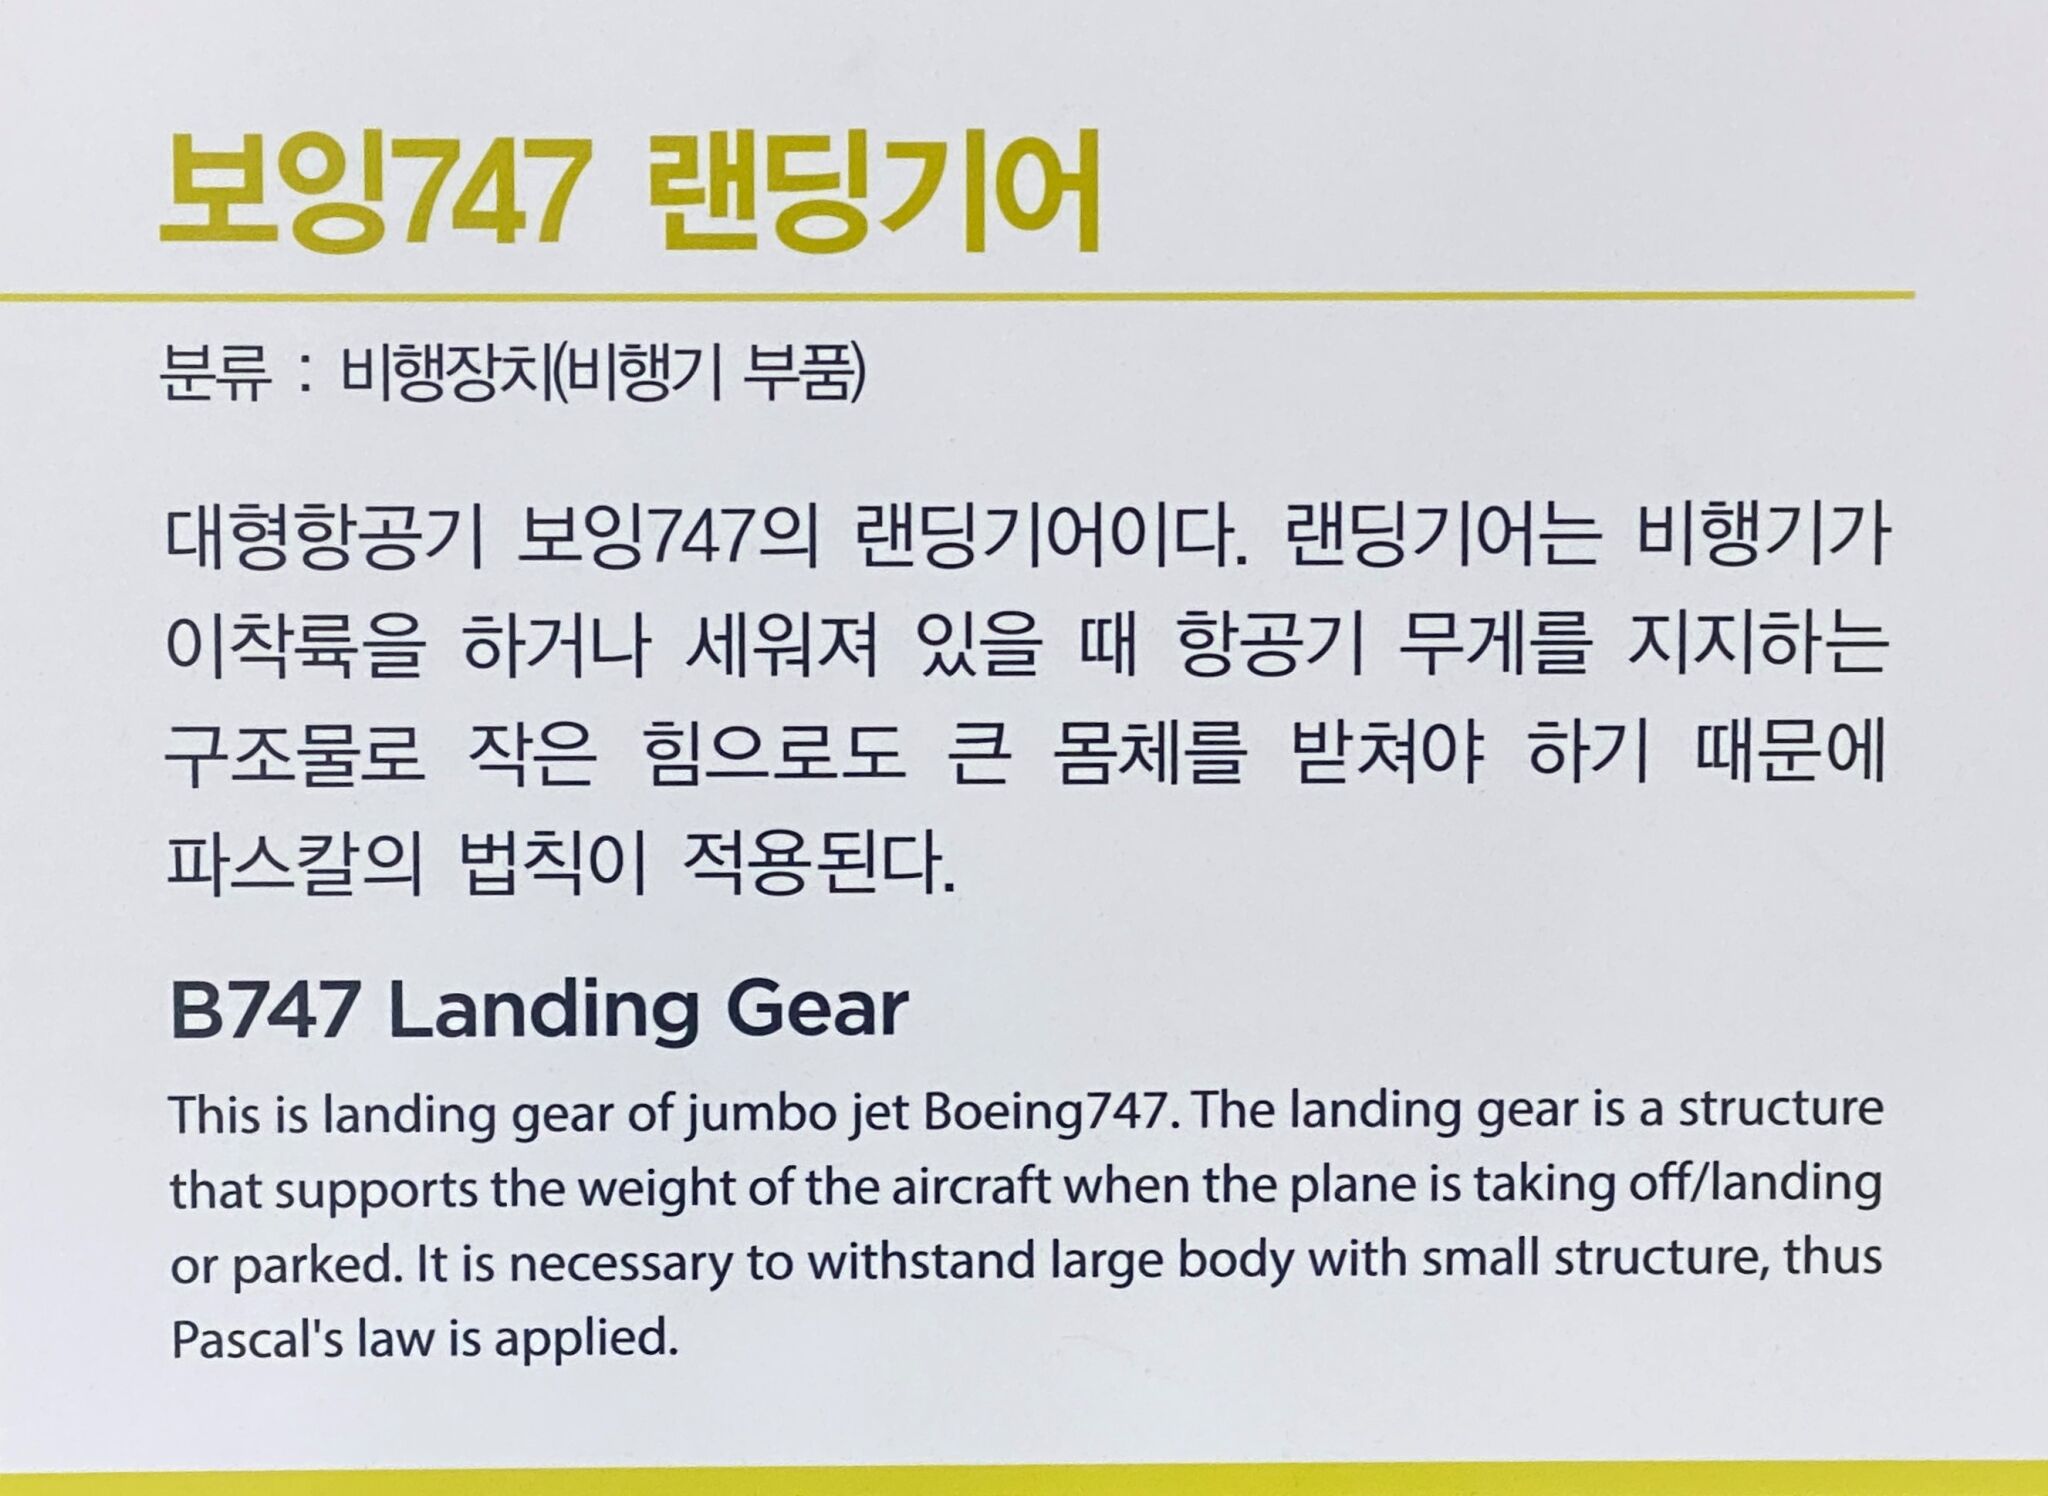 보잉747 랜딩기어
분류 : 비행장치(비행기 부품)
대형항공기 보잉747의 랜딩기어이다. 랜딩기어는 비행기가
이착륙을 하거나 세워져 있을 때 항공기 무게를 지지하는
구조물로 작은 힘으로도 큰 몸체를 받쳐야 하기 때문에
파스칼의 법칙이 적용된다.
B747 Landing Gear
This is landing gear of jumbo jet Boeing747. The landing gear is a structure
that supports the weight of the aircraft when the plane is taking off/landing
or parked. It is necessary to withstand large body with small structure, thus
Pascal's law is applied.